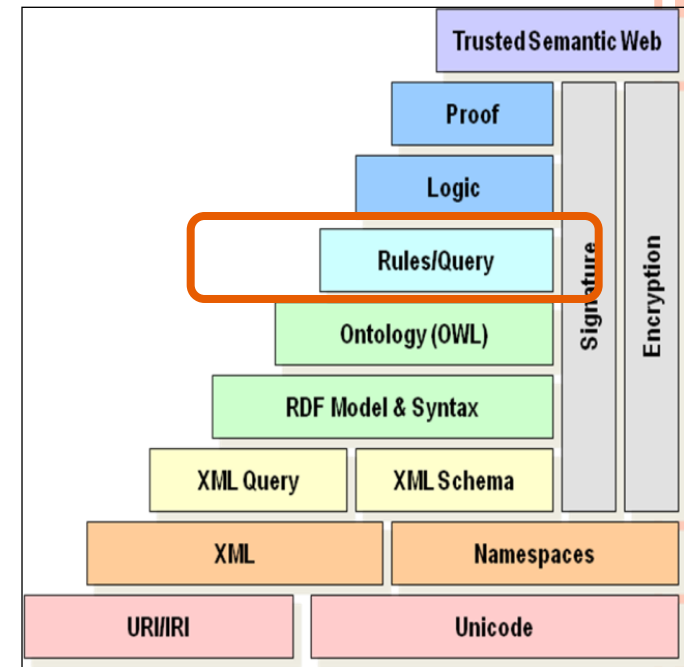 Trusted Semantic Web
Proof
Logic
Rules/Query
Signature
Encryption
Ontology (OWL)
RDF Model & Syntax
XML Query
XML Schema
XML
Namespaces
URI/IRI
Unicode